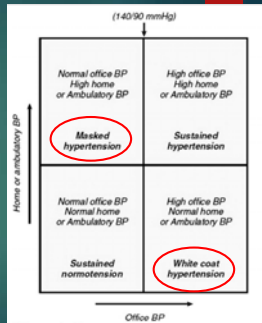 (140/90 mmHg)
Normal office BP
High home
or Ambulatory BP
Masked
hypertension
High office BP
High home
or Ambulatory BP
Sustained
hypertension
Home or ambulatory BP
Normal office BP
Normal home
or Ambulatory BP
Sustained
normotension
High office BP
Normal home
or Ambulatory BP
White coat
hypertension
Office BP